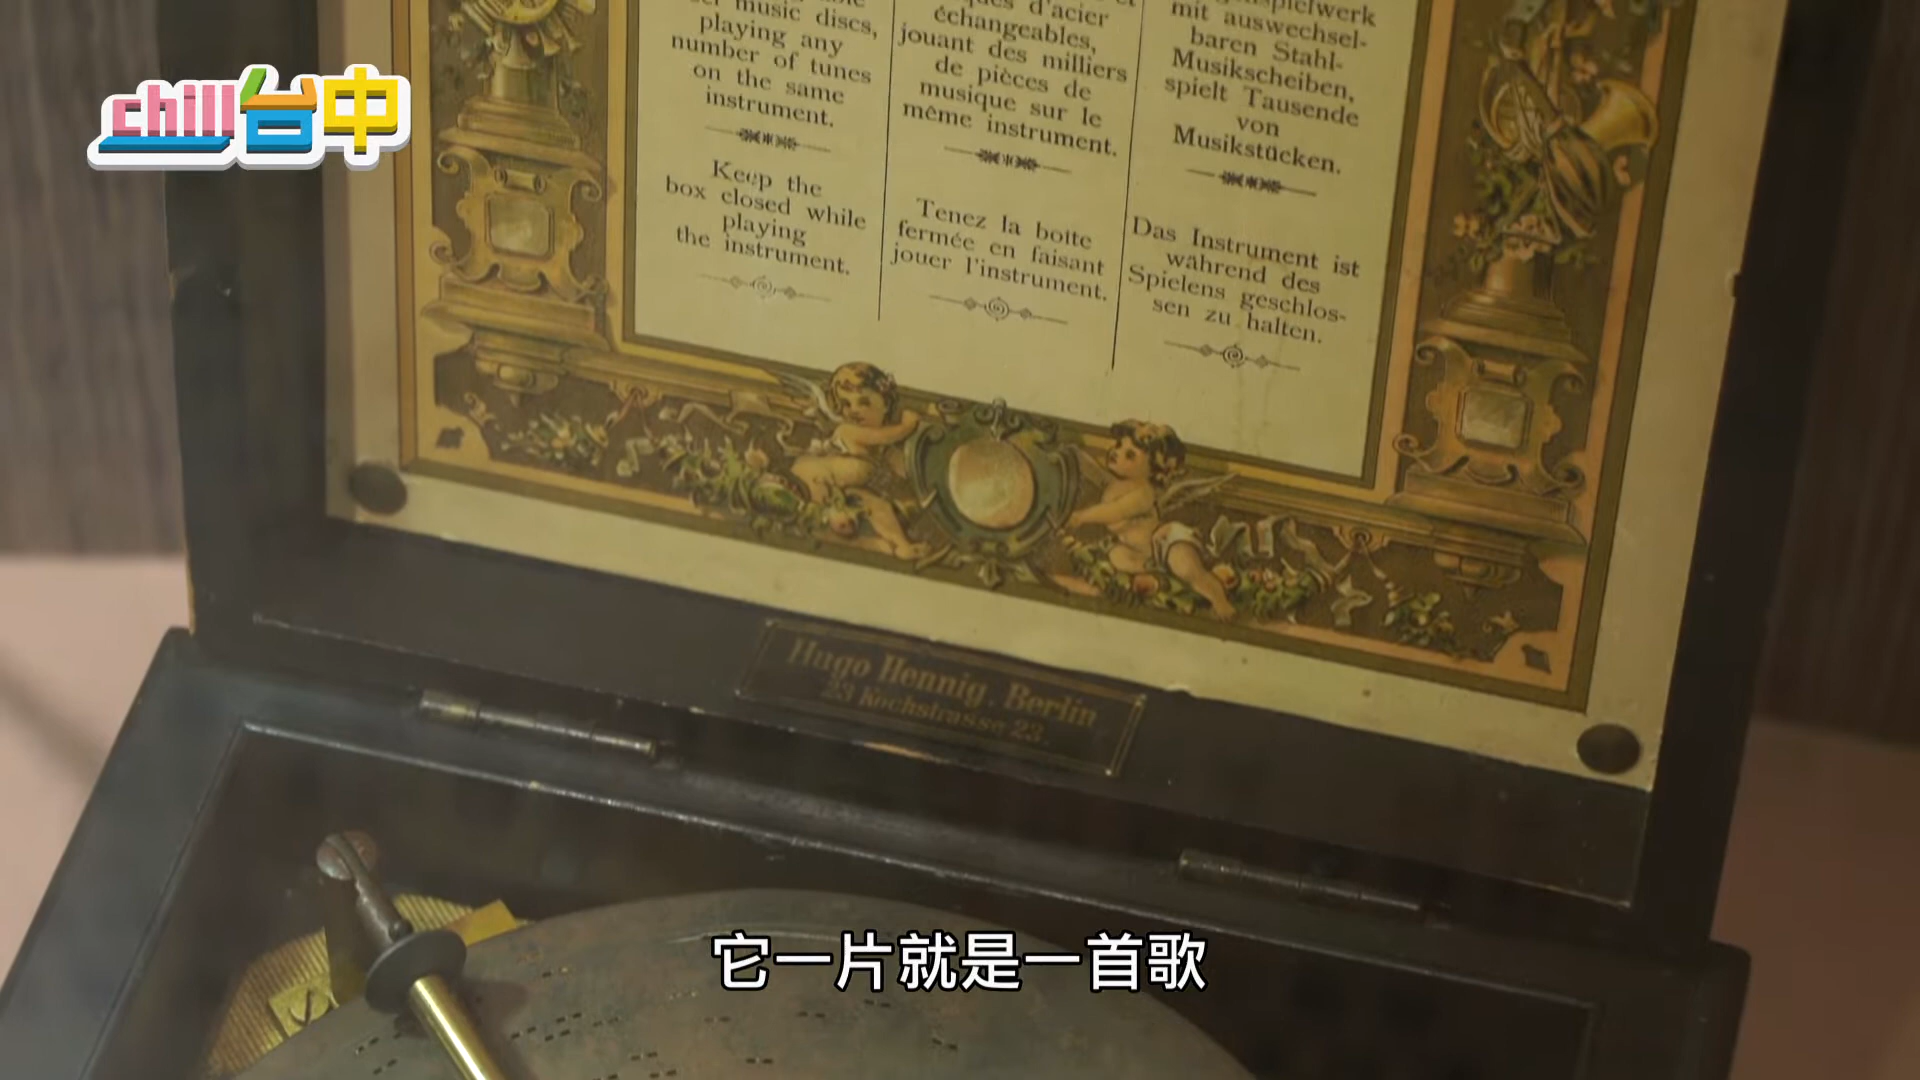 chill台中
music discs,
playing any
number of tunes
on the same
instrument.
Keep the
box closed while
playing
the instrument.
d'acier
échangeables,
jouant des milliers
de pièces de
musique sur le
même instrument.
Tenez la boîte
fermée en faisant
jouer l'instrument.
mit auswechsel-
baren Stahl-
Musikscheiben,
spielt Tausende
von
Musikstücken.
Das Instrument ist
während des
Spielens geschlos-
sen zu halten.
Hugo Hennig, Berlin
23 Kochstrasse 23.
它一片就是一首歌